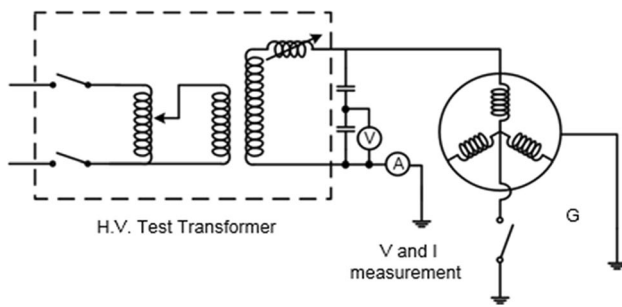 V
A
H.V. Test Transformer
V and I
measurement
G